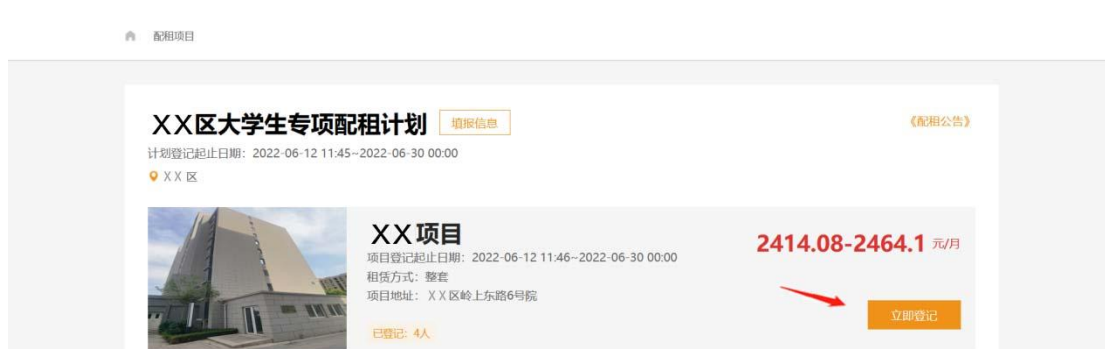 配租项目
XX区大学生专项配租计划 填报信息 《配租公告》
计划登记起止日期：2022-06-12 11:45~2022-06-30 00:00
XX区
XX项目
2414.08-2464.1 元/月
项目登记起止日期：2022-06-12 11:46~2022-06-30 00:00
租赁方式：整套
项目地址：XX区岭上东路6号院
立即登记
已登记：4人